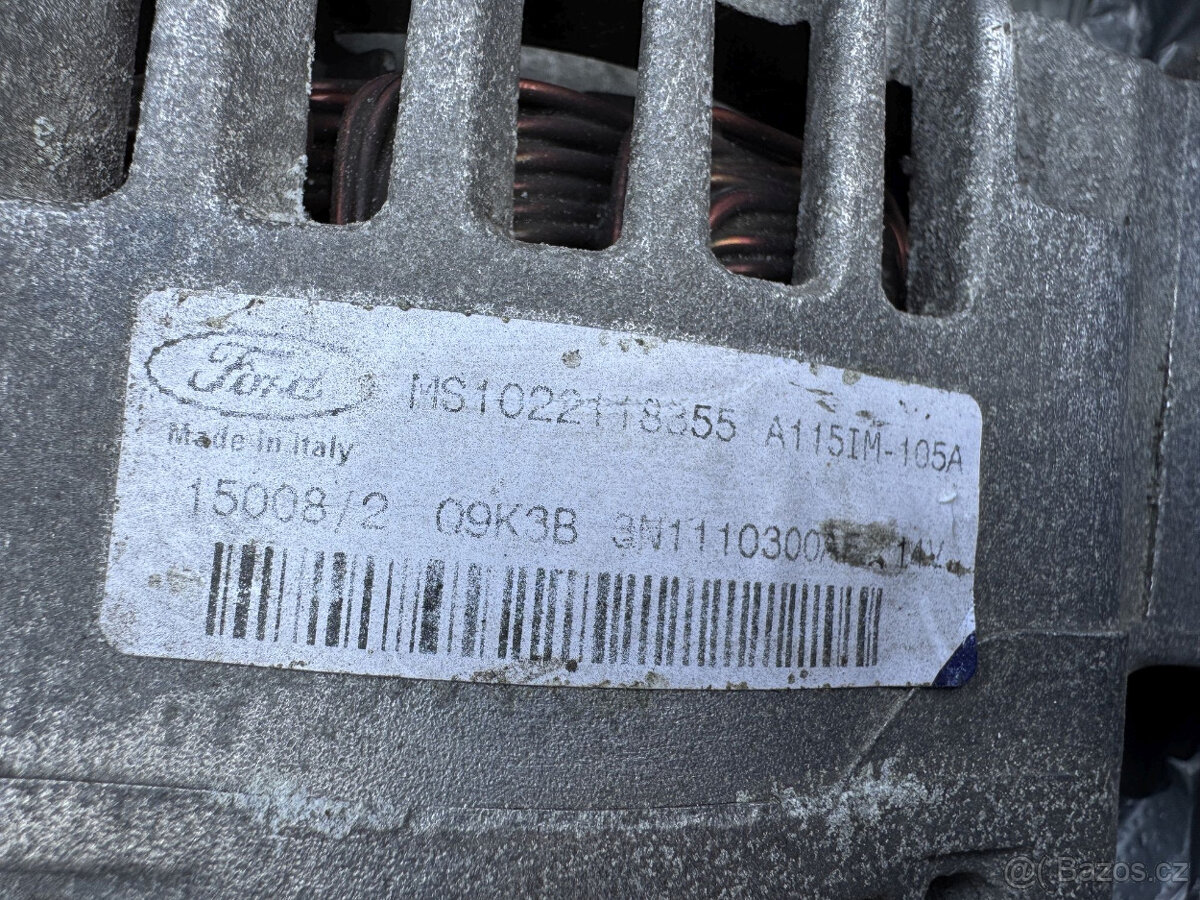 Ford MS1022118355 A115IM-105A
Made in Italy
15008/2 09K3B 3N1110300AE 14V
@( Bazos.cz